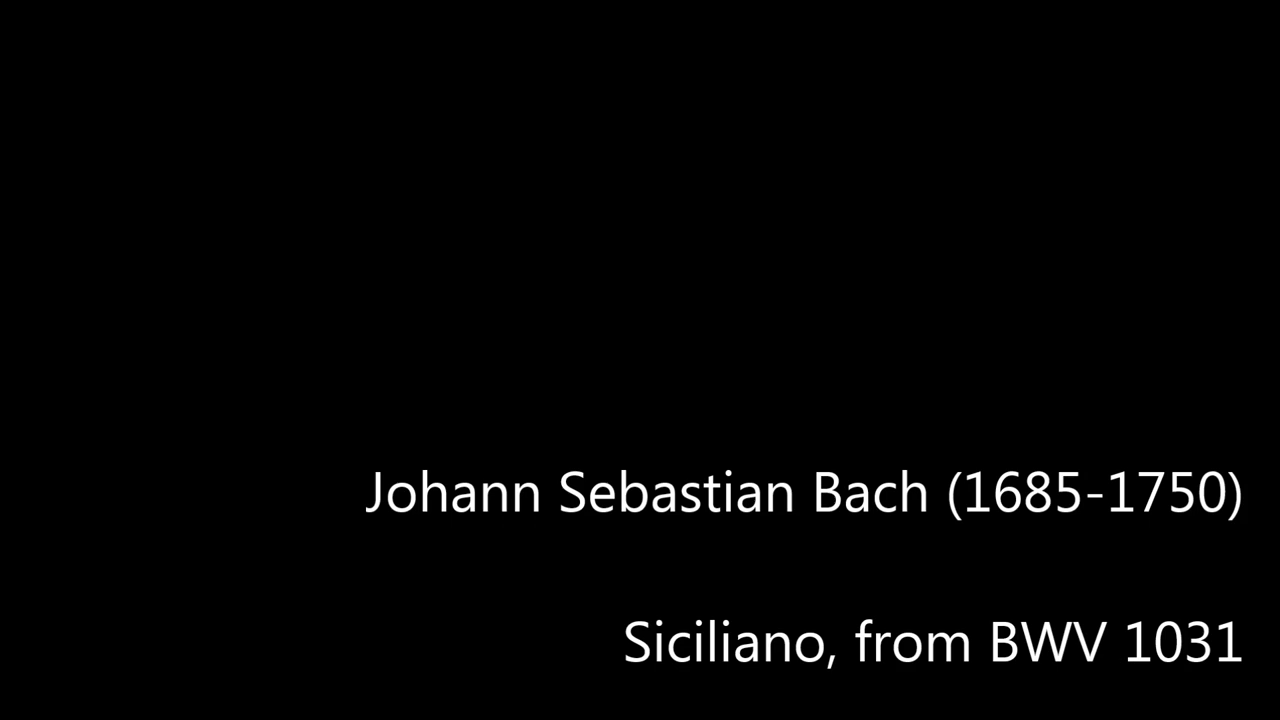 Johann Sebastian Bach (1685-1750)
Siciliano, from BWV 1031